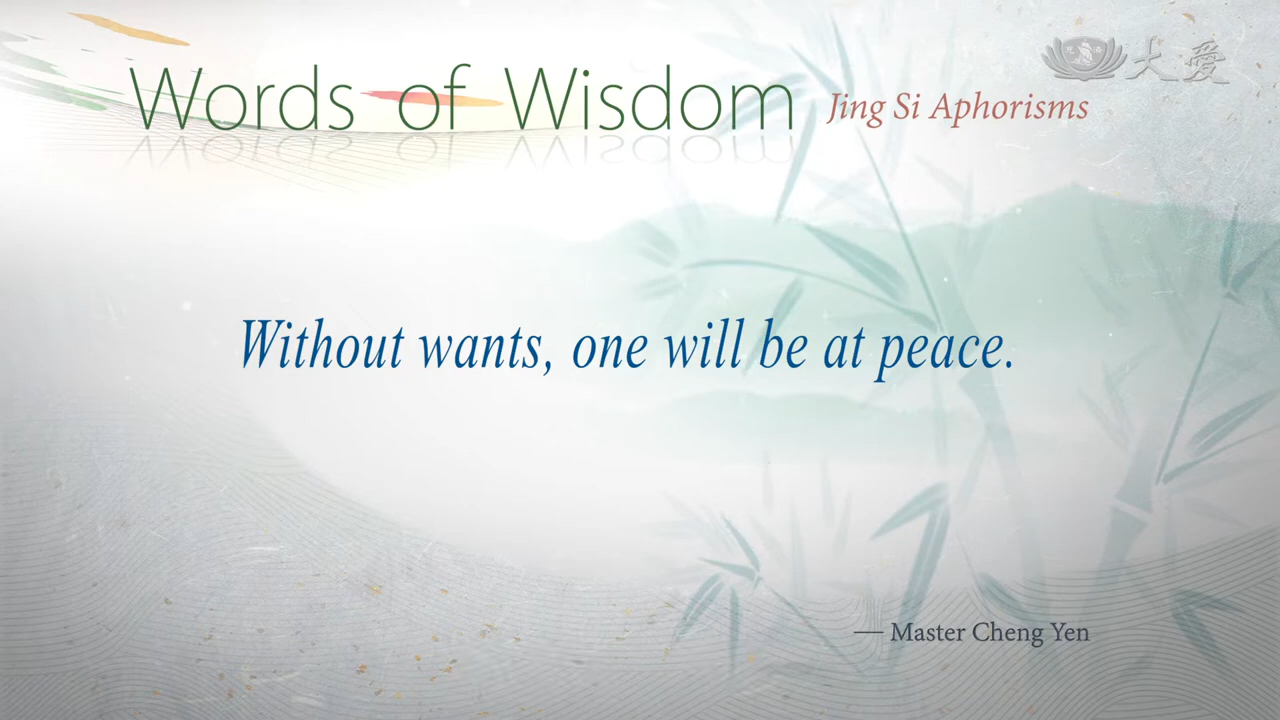 大愛
Words of Wisdom Jing Si Aphorisms
Without wants, one will be at peace.
— Master Cheng Yen